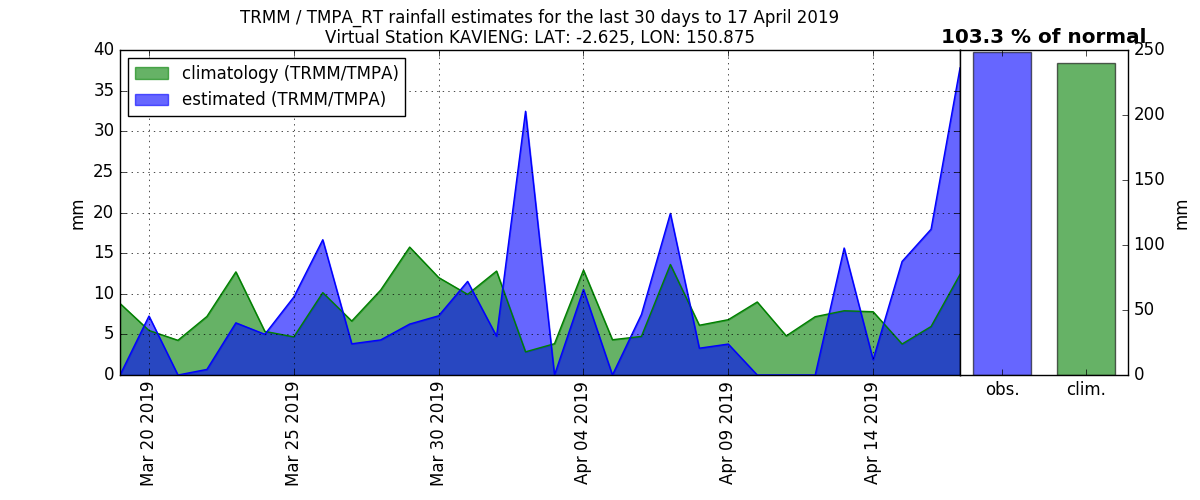 TRMM / TMPA_RT rainfall estimates for the last 30 days to 17 April 2019
Virtual Station KAVIENG: LAT: -2.625, LON: 150.875
103.3 % of normal
climatology (TRMM/TMPA)
estimated (TRMM/TMPA)
40
35
30
25
20
15
10
5
0
mm
Mar 20 2019
Mar 25 2019
Mar 30 2019
Apr 04 2019
Apr 09 2019
Apr 14 2019
obs.
clim.
250
200
150
100
50
0
mm